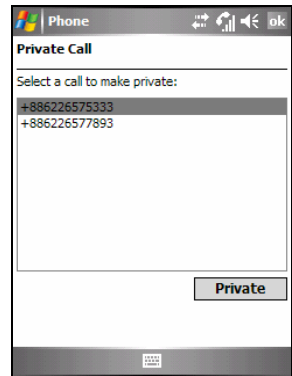 Phone
ok
Private Call
Select a call to make private:
+886226575333
+886226577893
Private